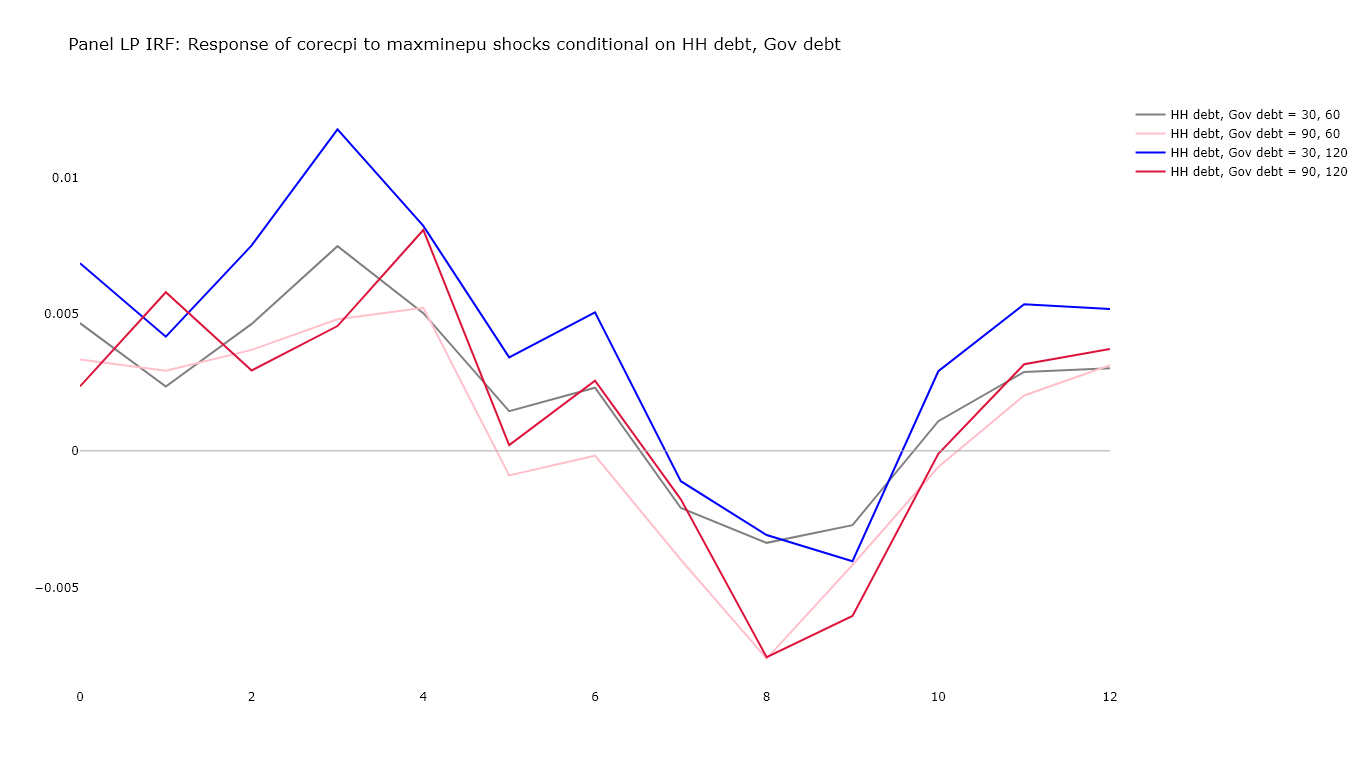 Panel LP IRF: Response of corecpi to maxminepu shocks conditional on HH debt, Gov debt
HH debt, Gov debt = 30, 60
HH debt, Gov debt = 90, 60
HH debt, Gov debt = 30, 120
HH debt, Gov debt = 90, 120
0.01
0.005
0
−0.005
0 2 4 6 8 10 12